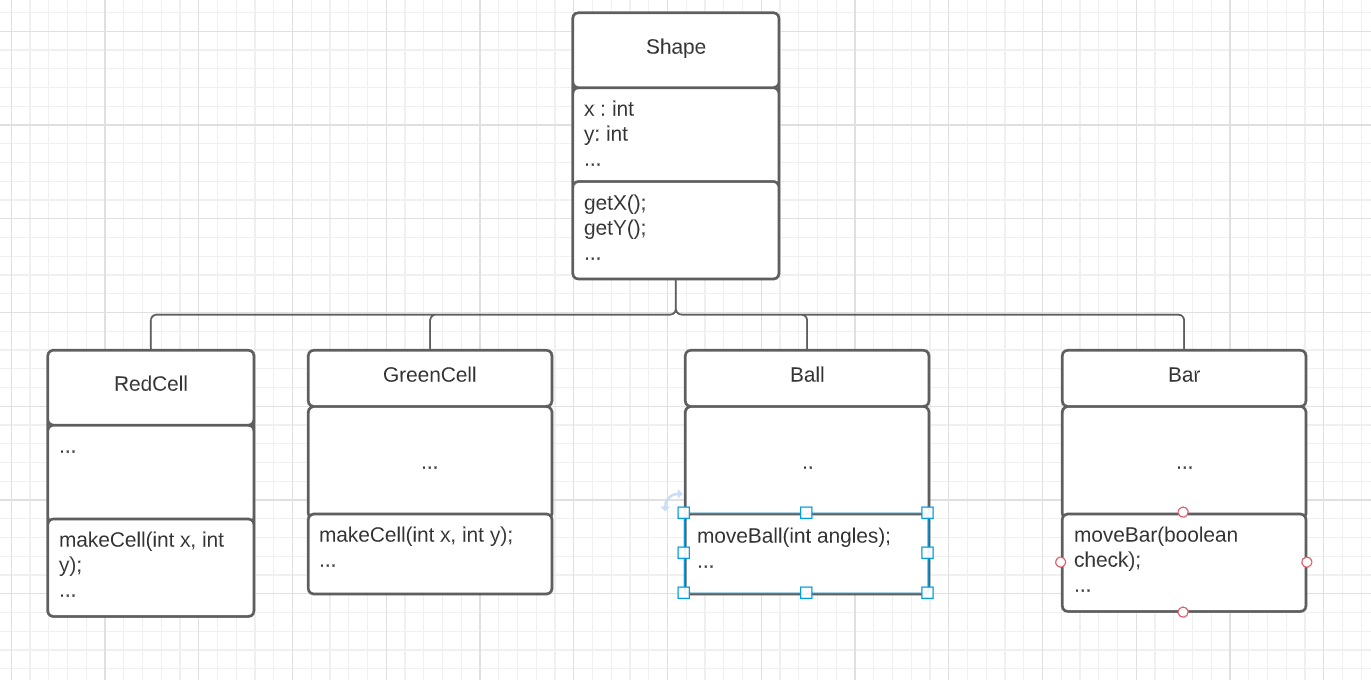 Shape
x : int
y: int
...
getX();
getY();
...
RedCell
...
makeCell(int x, int
y);
...
GreenCell
...
makeCell(int x, int y);
...
Ball
..
moveBall(int angles);
...
Bar
...
moveBar(boolean
check);
...